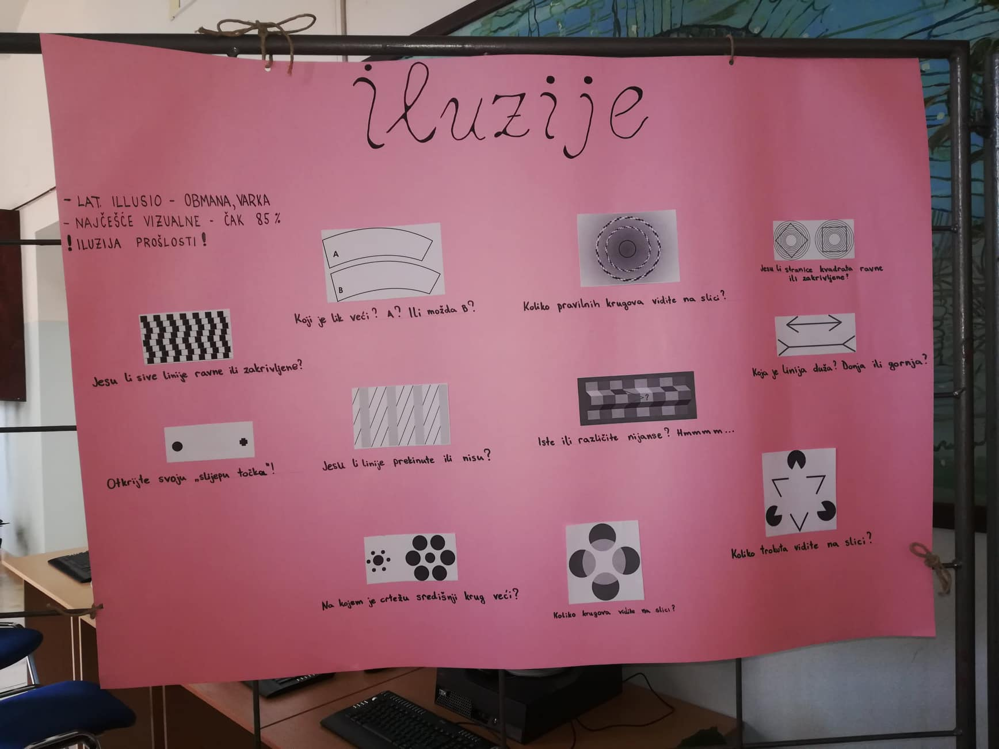 iluzije
- LAT. ILLUSIO - OBMANA, VARKA
- NAJČEŠĆE VIZUALNE - ČAK 85%
! ILUZIJA PROŠLOSTI !
A
B
Koji je lik veći? A? Ili možda B?
Koliko pravilnih krugova vidite na slici?
Jesu li stranice kvadrata ravne
ili zakrivljene?
Jesu li sive linije ravne ili zakrivljene?
Koja je linija duža? Donja ili gornja?
?
Iste ili različite nijanse? Hmmmm...
Jesu li linije prekinute ili nisu?
Otkrijte svoju „slijepu točka"!
Koliko trokuta vidite na slici?
Na kojem je crtežu središnji krug veći?
Koliko krugova vidite na slici?
IBM